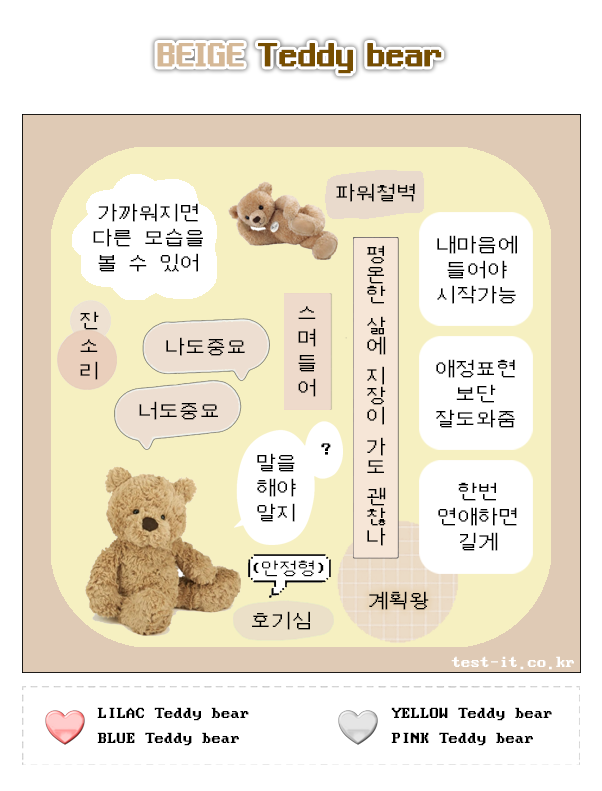 BEIGE Teddy bear
가까워지면
다른 모습을
볼 수 있어
파워철벽
내마음에
들어야
시작가능
평온한 삶에 지장이 가도 괜찮나
스며들어
잔소리
나도중요
너도중요
애정표현
보단
잘도와줌
?
말을
해야
말지
한번
연애하면
길게
(안정형)
호기심
계획왕
test-it.co.kr
LILAC Teddy bear
BLUE Teddy bear
YELLOW Teddy bear
PINK Teddy bear